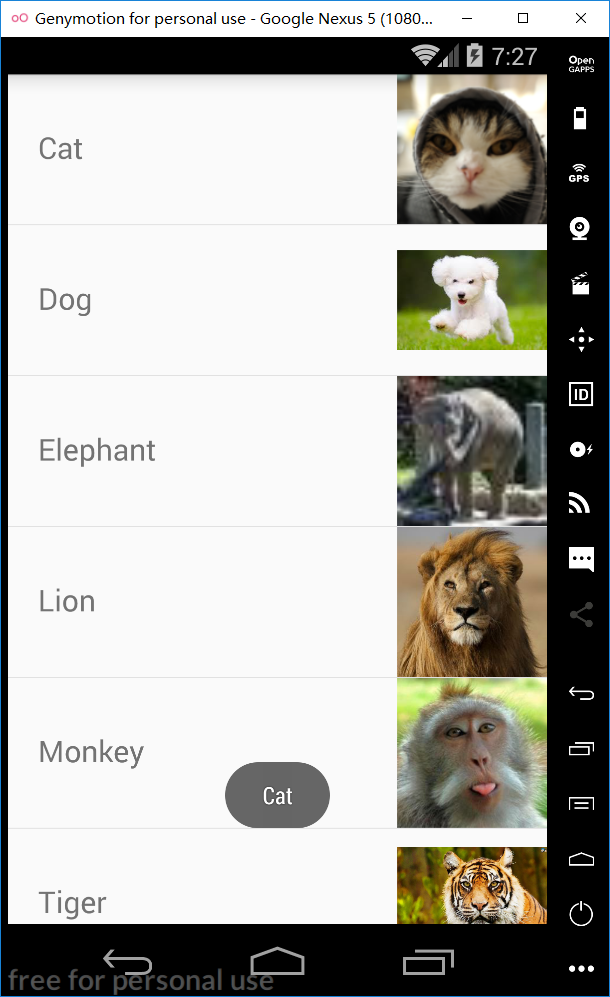 Genymotion for personal use - Google Nexus 5 (1080...
7:27
Open
GAPPS
Cat
GPS
Dog
ID
Elephant
Lion
Monkey
Cat
Tiger
free for personal use